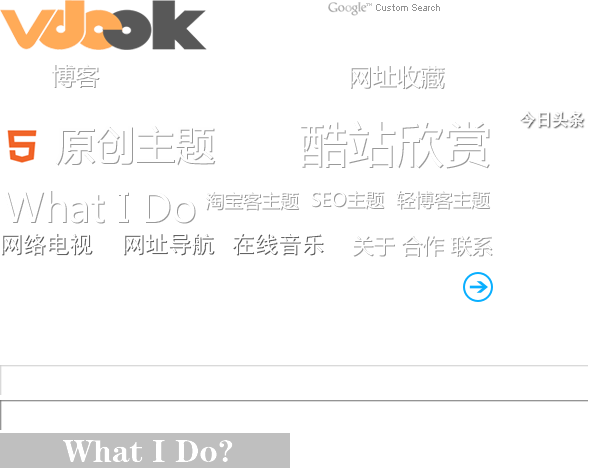 vdook
Google™ Custom Search
博客 网址收藏
今日头条
5 原创主题 酷站欣赏
What I Do 淘宝客主题 SEO主题 轻博客主题
网络电视 网址导航 在线音乐 关于 合作 联系
What I Do?